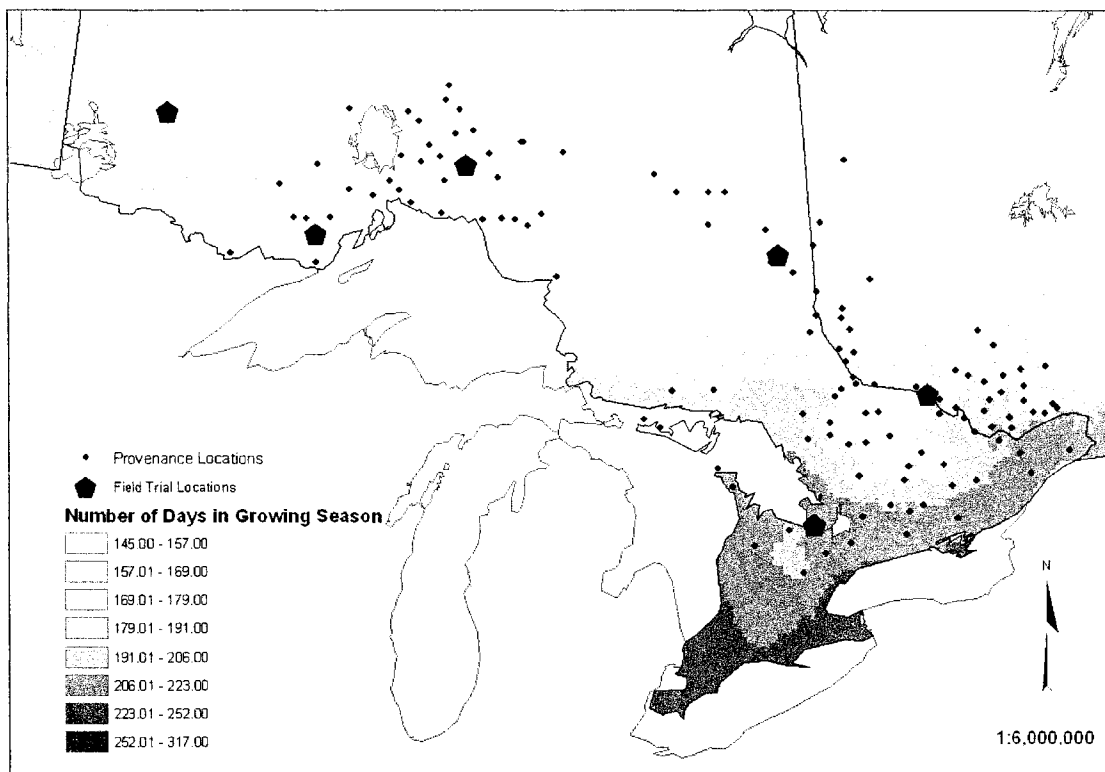 Provenance Locations
Field Trial Locations
Number of Days in Growing Season
145.00 - 157.00
157.01 - 169.00
169.01 - 179.00
179.01 - 191.00
191.01 - 206.00
206.01 - 223.00
223.01 - 252.00
252.01 - 317.00
N
1:6,000,000